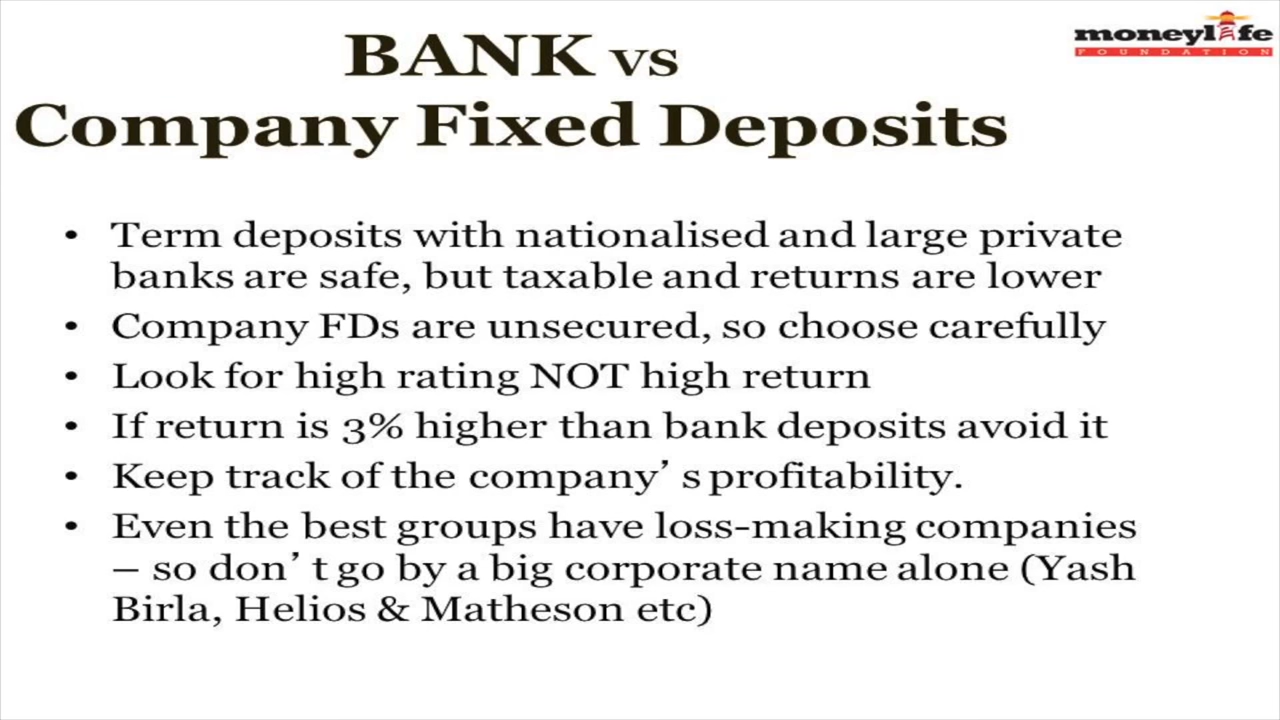 BANK vs
moneylife
FOUNDATION
Company Fixed Deposits
• Term deposits with nationalised and large private
banks are safe, but taxable and returns are lower
• Company FDs are unsecured, so choose carefully
• Look for high rating NOT high return
• If return is 3% higher than bank deposits avoid it
• Keep track of the company’s profitability.
• Even the best groups have loss-making companies
– so don’t go by a big corporate name alone (Yash
Birla, Helios & Matheson etc)